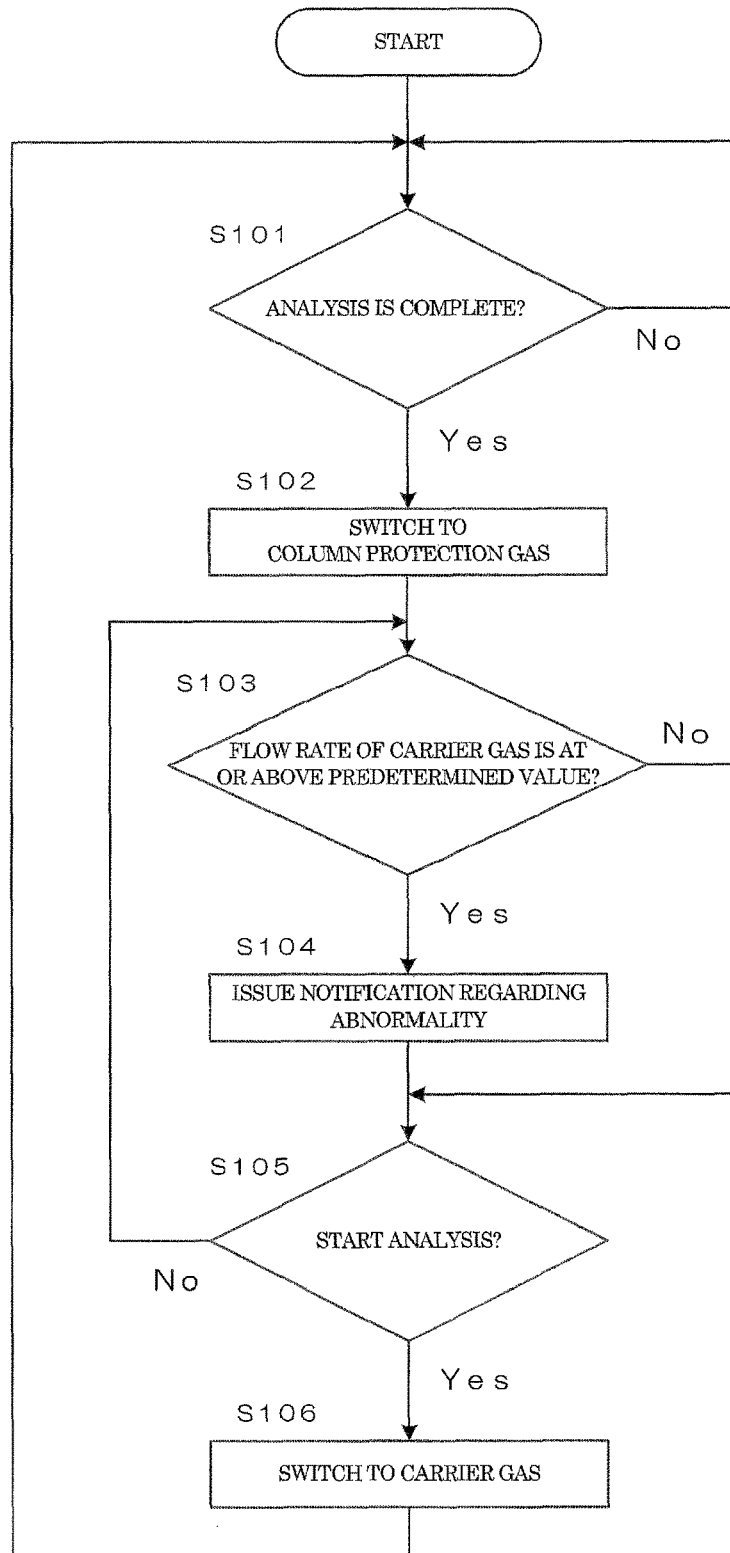 START
S101
ANALYSIS IS COMPLETE?
No
Yes
S102
SWITCH TO
COLUMN PROTECTION GAS
S103
No
FLOW RATE OF CARRIER GAS IS AT
OR ABOVE PREDETERMINED VALUE?
Yes
S104
ISSUE NOTIFICATION REGARDING
ABNORMALITY
S105
START ANALYSIS?
No
Yes
S106
SWITCH TO CARRIER GAS